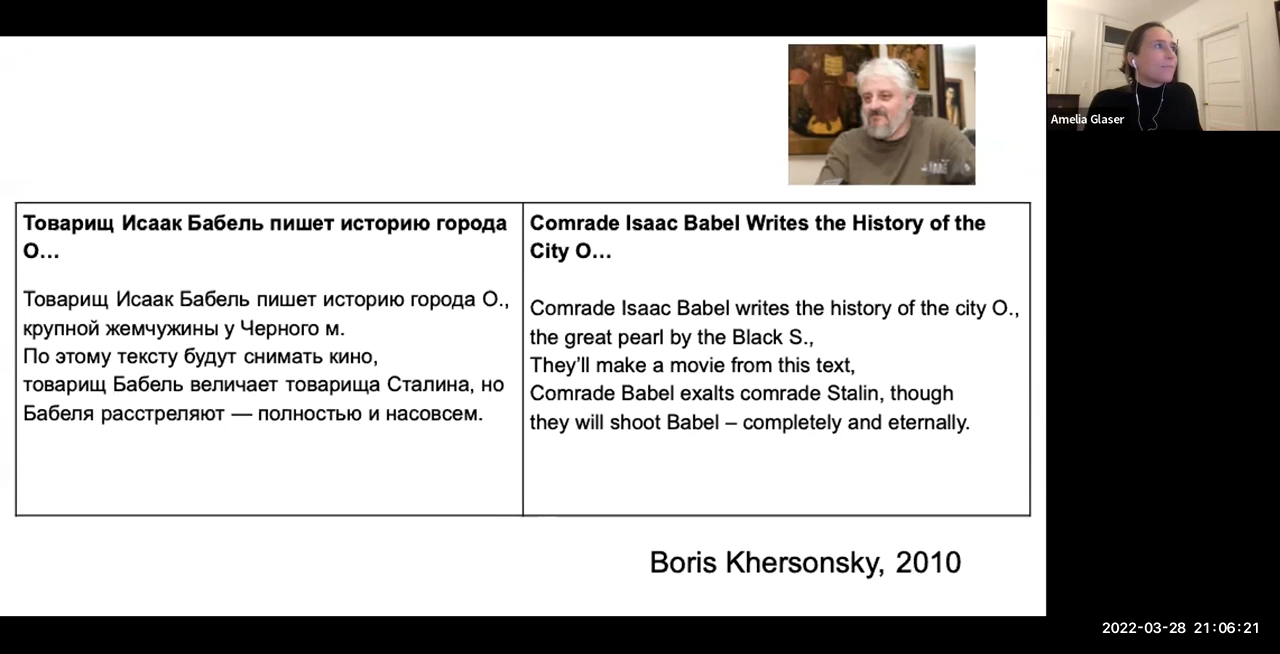 Amelia Glaser
Товарищ Исаак Бабель пишет историю города
О...
Товарищ Исаак Бабель пишет историю города О.,
крупной жемчужины у Черного м.
По этому тексту будут снимать кино,
товарищ Бабель величает товарища Сталина, но
Бабеля расстреляют — полностью и насовсем.
Comrade Isaac Babel Writes the History of the
City O...
Comrade Isaac Babel writes the history of the city O.,
the great pearl by the Black S.,
They’ll make a movie from this text,
Comrade Babel exalts comrade Stalin, though
they will shoot Babel – completely and eternally.
Boris Khersonsky, 2010
2022-03-28 21:06:21